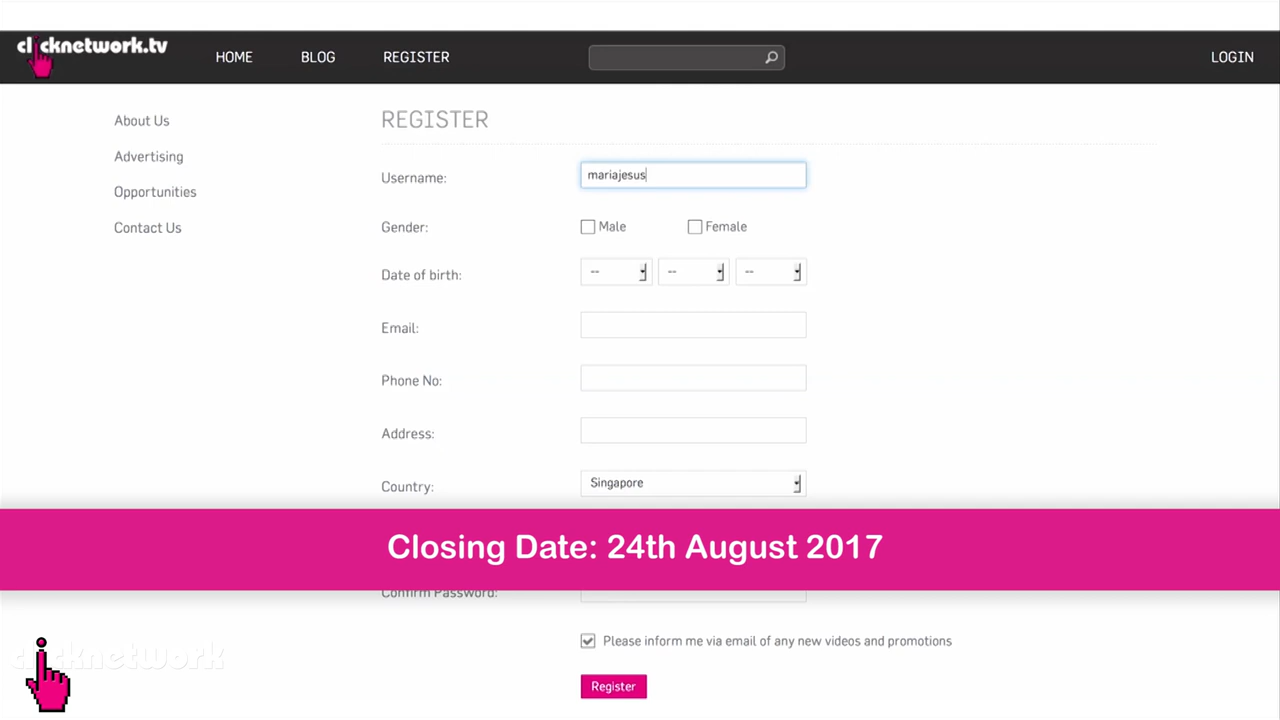 clicknetwork.tv
HOME BLOG REGISTER LOGIN
About Us
Advertising
Opportunities
Contact Us
REGISTER
Username: mariajesus
Gender: Male Female
Date of birth: -- -- --
Email:
Phone No:
Address:
Country: Singapore
Closing Date: 24th August 2017
Confirm Password:
Please inform me via email of any new videos and promotions
Register
clicknetwork